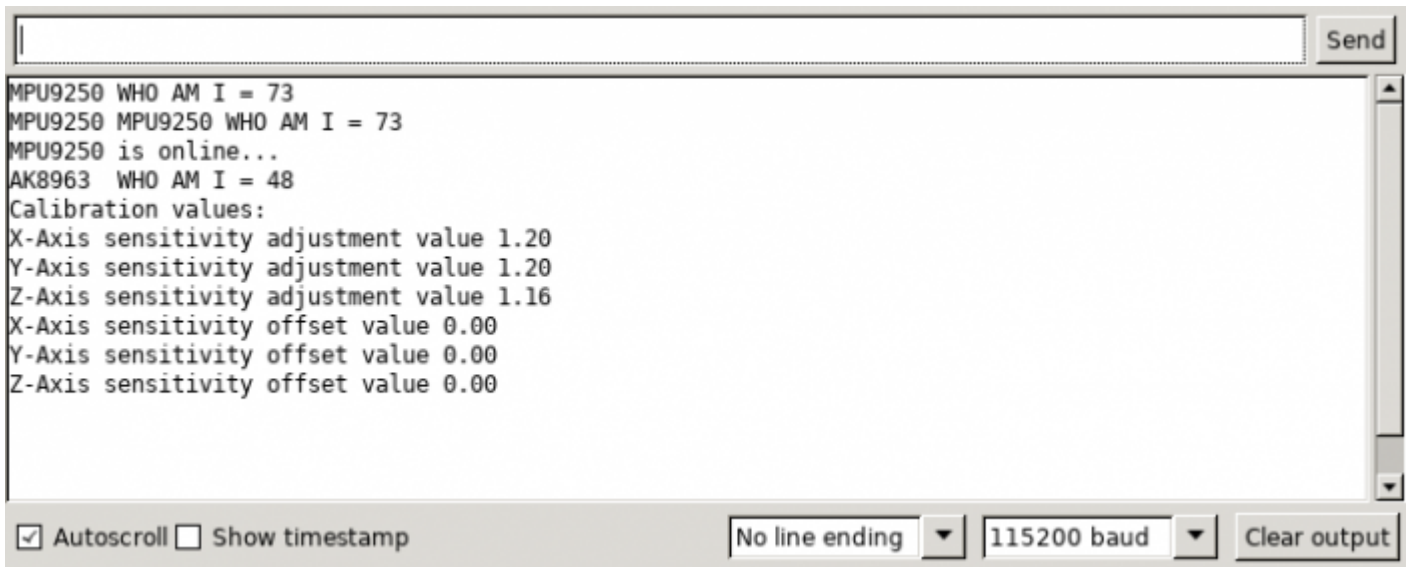 Send
MPU9250 WHO AM I = 73
MPU9250 MPU9250 WHO AM I = 73
MPU9250 is online...
AK8963  WHO AM I = 48
Calibration values:
X-Axis sensitivity adjustment value 1.20
Y-Axis sensitivity adjustment value 1.20
Z-Axis sensitivity adjustment value 1.16
X-Axis sensitivity offset value 0.00
Y-Axis sensitivity offset value 0.00
Z-Axis sensitivity offset value 0.00
Autoscroll Show timestamp No line ending 115200 baud Clear output